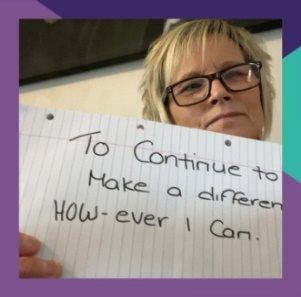 To Continue to
Make a differen
HOW-ever I Can.